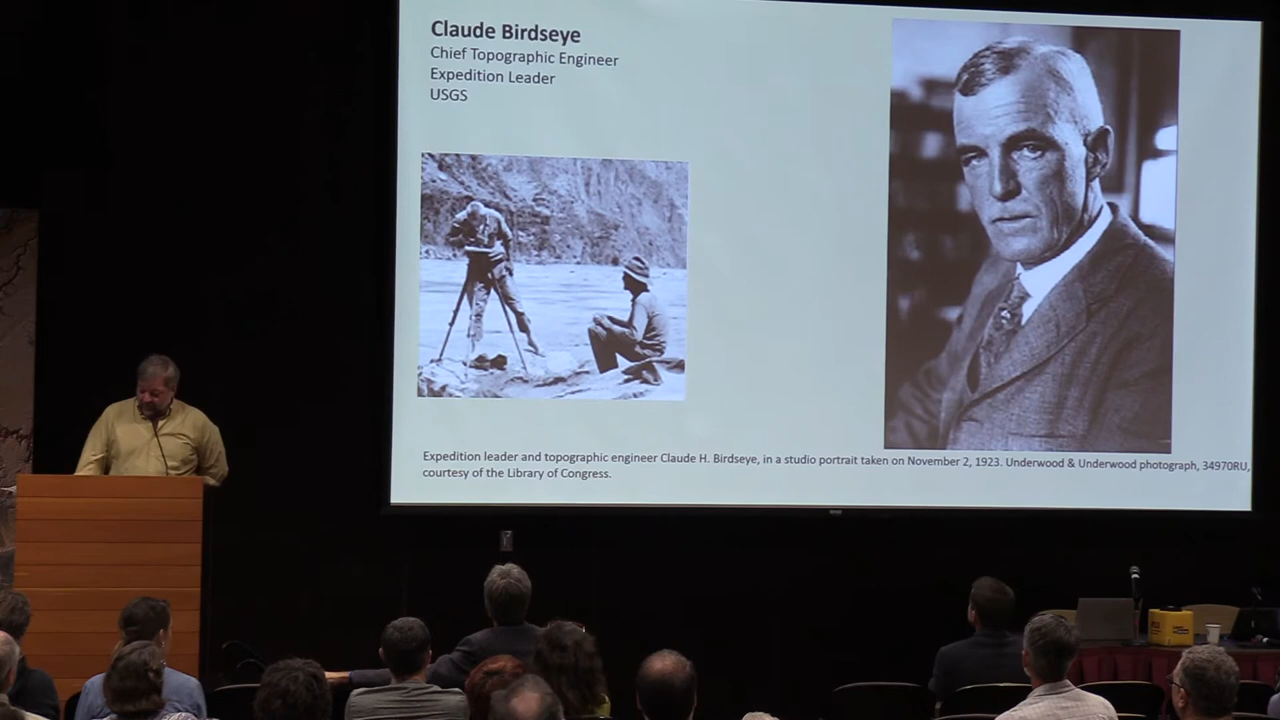 Claude Birdseye
Chief Topographic Engineer
Expedition Leader
USGS
Expedition leader and topographic engineer Claude H. Birdseye, in a studio portrait taken on November 2, 1923. Underwood & Underwood photograph, 34970RU,
courtesy of the Library of Congress.